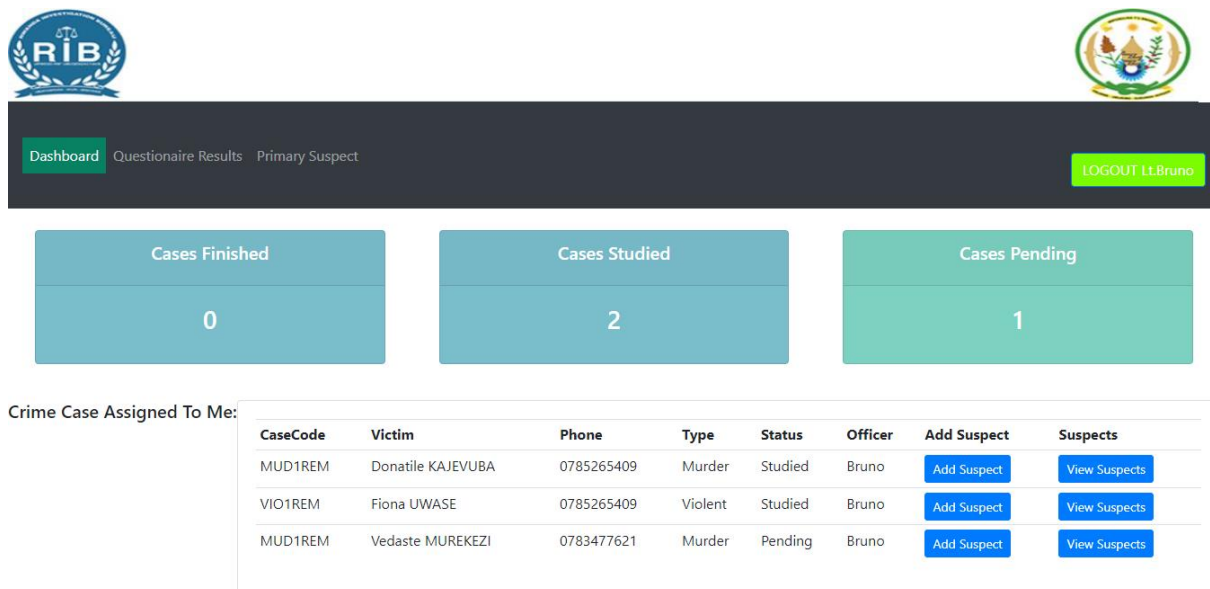 RIB
Dashboard Questionaire Results Primary Suspect
LOGOUT Lt.Bruno
Cases Finished Cases Studied Cases Pending
0 2 1
Crime Case Assigned To Me:
CaseCode Victim Phone Type Status Officer Add Suspect Suspects
MUD1REM Donatile KAJEVUBA 0785265409 Murder Studied Bruno Add Suspect View Suspects
VIO1REM Fiona UWASE 0785265409 Violent Studied Bruno Add Suspect View Suspects
MUD1REM Vedaste MUREKEZI 0783477621 Murder Pending Bruno Add Suspect View Suspects